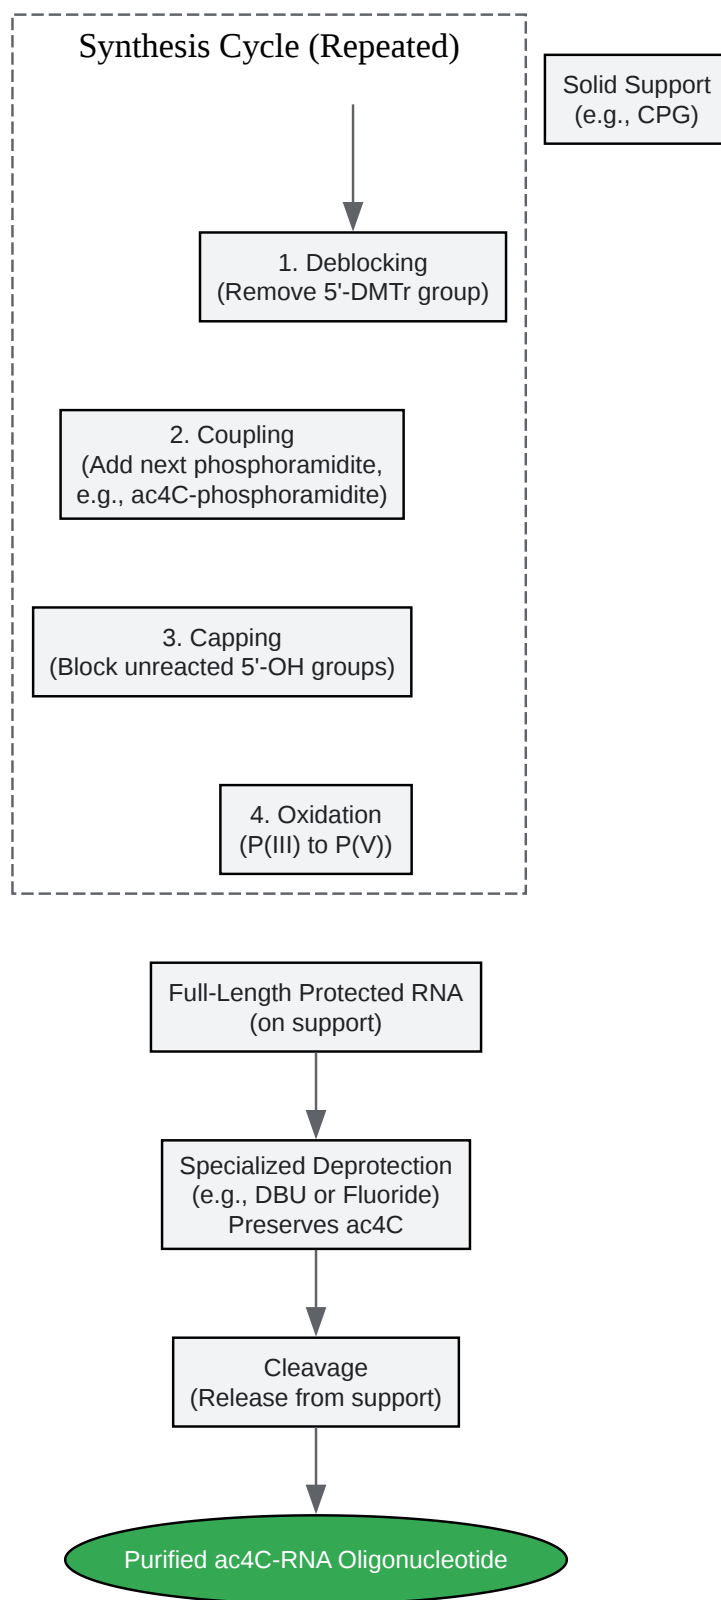 Synthesis Cycle (Repeated)
Solid Support
(e.g., CPG)
1. Deblocking
(Remove 5'-DMTr group)
2. Coupling
(Add next phosphoramidite,
e.g., ac4C-phosphoramidite)
3. Capping
(Block unreacted 5'-OH groups)
4. Oxidation
(P(III) to P(V))
Full-Length Protected RNA
(on support)
Specialized Deprotection
(e.g., DBU or Fluoride)
Preserves ac4C
Cleavage
(Release from support)
Purified ac4C-RNA Oligonucleotide